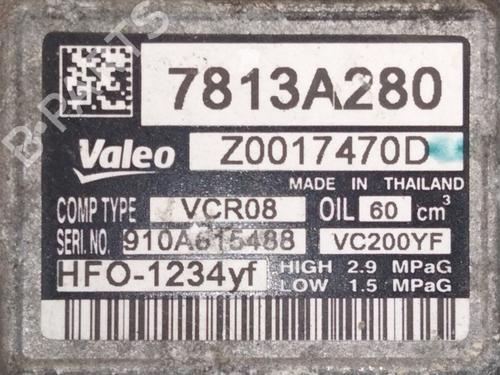 7813A280
Valeo Z0017470D
MADE IN THAILAND
COMP TYPE VCR08 OIL 60 cm³
SERI. NO. 910A615488 VC200YF
HFO-1234yf HIGH 2.9 MPaG
LOW 1.5 MPaG
B-PARTS